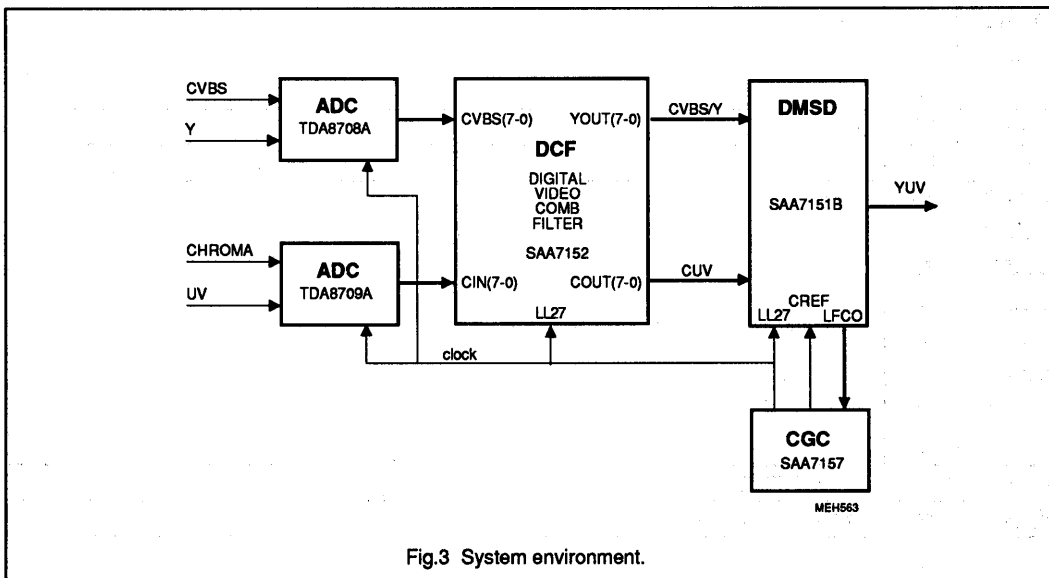 CVBS
Y
ADC
TDA8708A
CVBS(7-0)
YOUT(7-0)
DCF
DIGITAL
VIDEO
COMB
FILTER
SAA7152
CVBS/Y
DMSD
SAA7151B
YUV
CHROMA
UV
ADC
TDA8709A
CIN(7-0)
COUT(7-0)
LL27
CUV
CREF
LL27
LFCO
clock
CGC
SAA7157
MEH563
Fig.3 System environment.